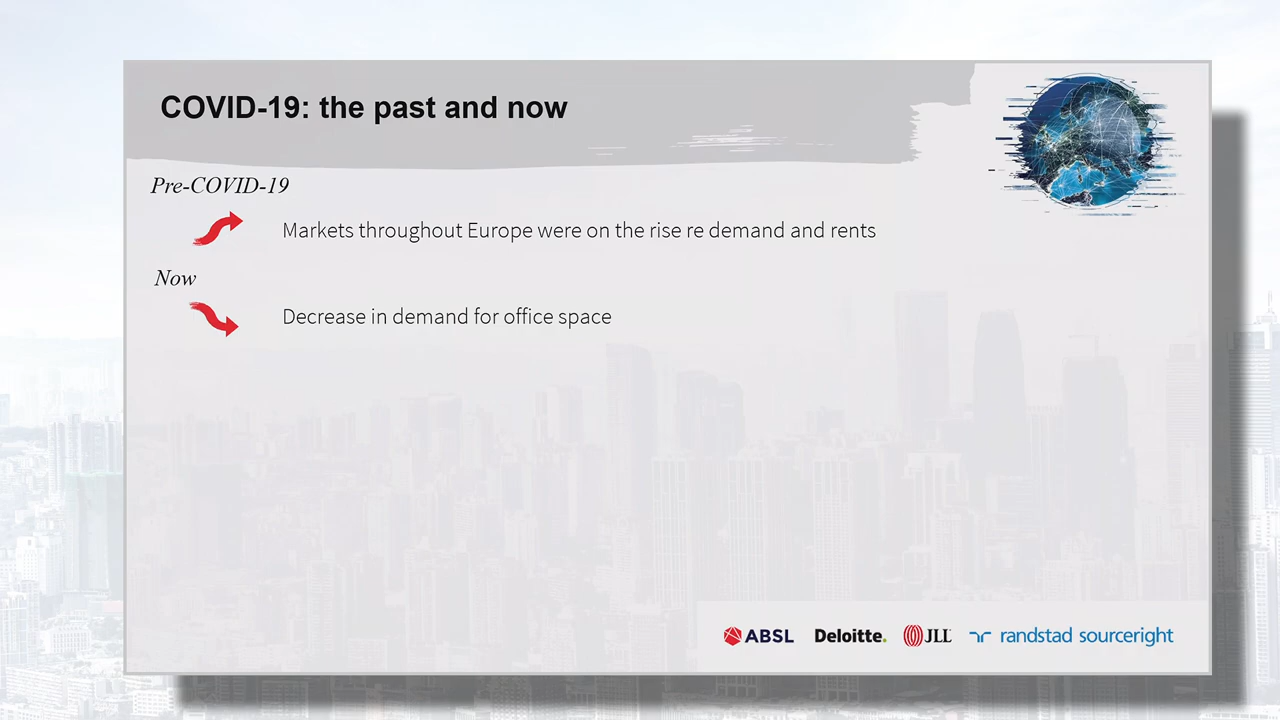 COVID-19: the past and now
Pre-COVID-19
Markets throughout Europe were on the rise re demand and rents
Now
Decrease in demand for office space
ABSL Deloitte. JLL randstad sourceright